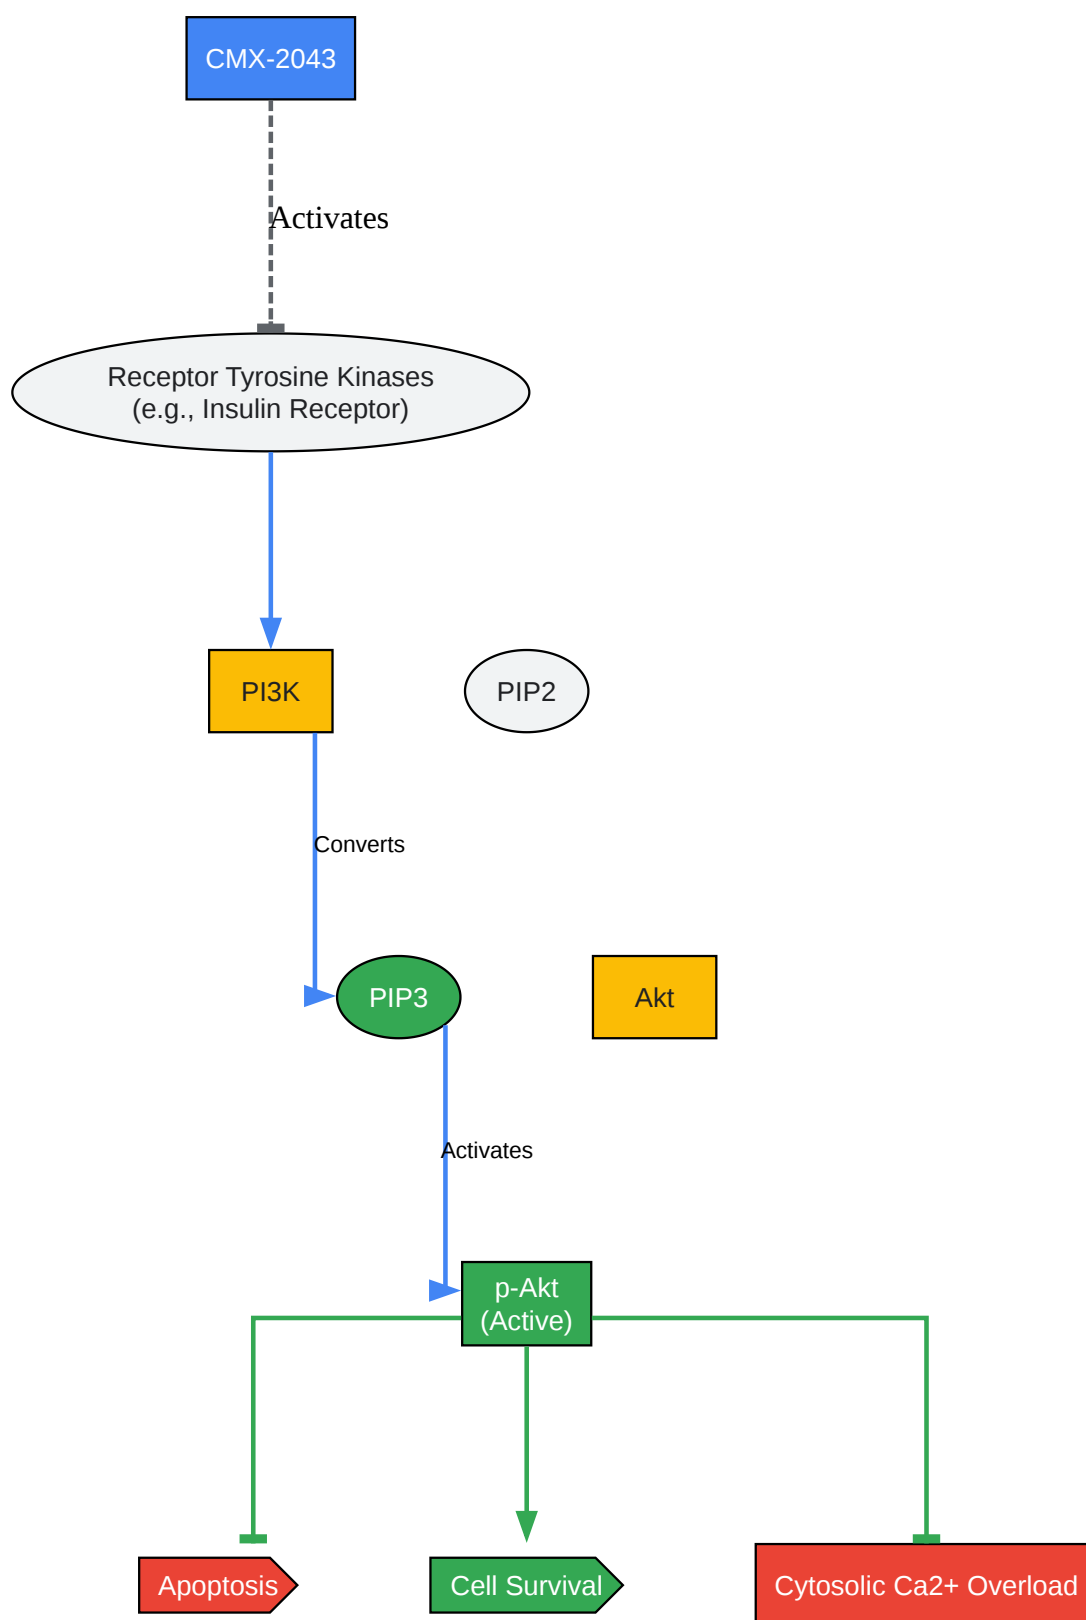 CMX-2043
Activates
Receptor Tyrosine Kinases
(e.g., Insulin Receptor)
PI3K
PIP2
Converts
PIP3
Akt
Activates
p-Akt
(Active)
Apoptosis
Cell Survival
Cytosolic Ca2+ Overload